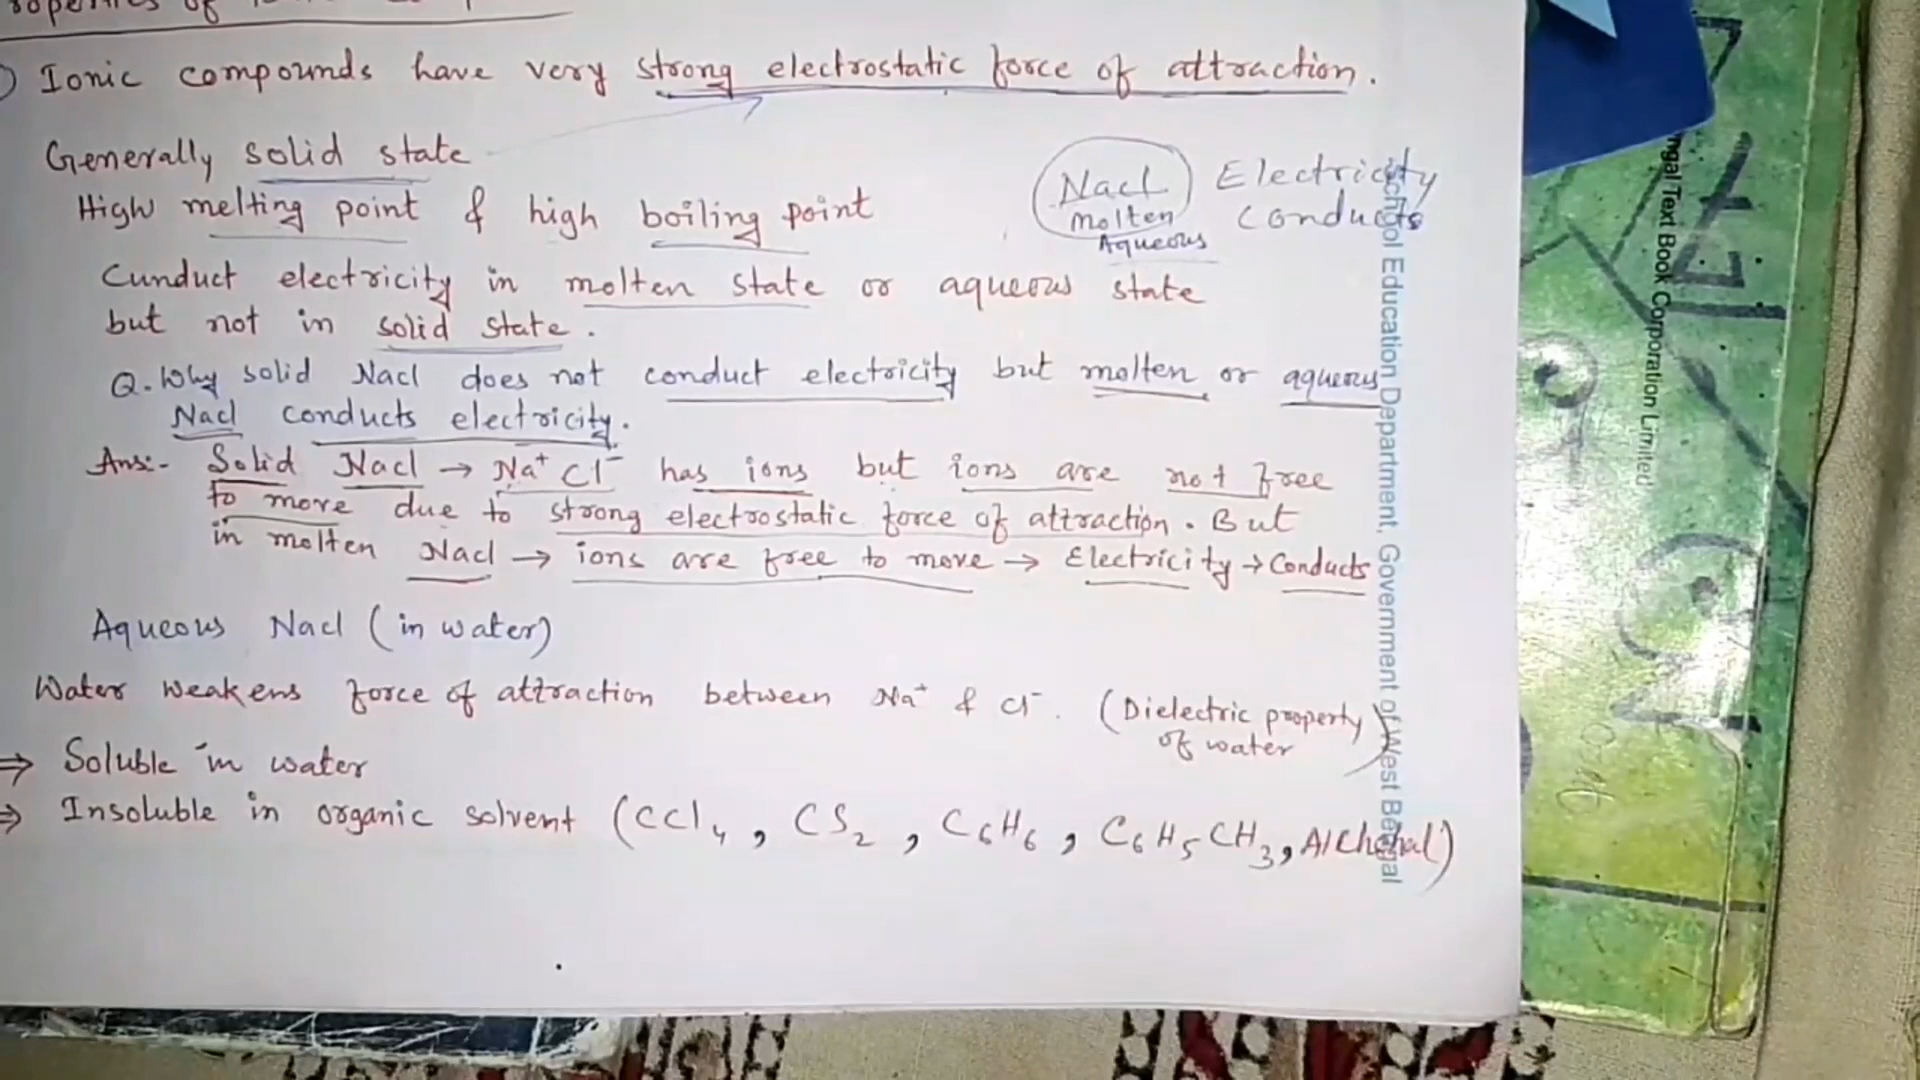 Properties of
Ionic compounds have very strong electrostatic force of attraction.
Generally solid state
High melting point & high boiling point
Nacl Electricity
molten conducts
Aqueous
Cunduct electricity in molten state or aqueous state
but not in solid state.
Q. Why solid Nacl does not conduct electricity but molten or aqueous
Nacl conducts electricity.
Ans:- Solid Nacl → Na⁺ Cl⁻ has ions but ions are not free
to move due to strong electrostatic force of attraction. But
in molten Nacl → ions are free to move → Electricity → Conducts
Aqueous Nacl (in water)
Water weakens force of attraction between Na⁺ & Cl⁻. (Dielectric property
of water)
⇒ Soluble in water
⇒ Insoluble in organic solvent (CCl₄, CS₂, C₆H₆, C₆H₅CH₃, Alchohal)
School Education Department, Government of West Bengal
Text Book Corporation Limited